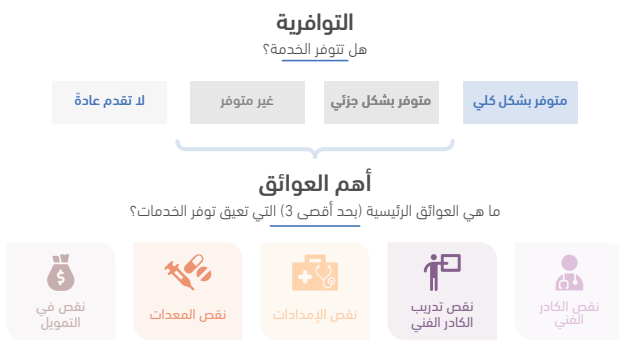 التوافرية
هل تتوفر الخدمة؟
متوفر بشكل كلي
متوفر بشكل جزئي
غير متوفر
لا تقدم عادةً
أهم العوائق
ما هي العوائق الرئيسية (بحد أقصى 3) التي تعيق توفر الخدمات؟
نقص الكادر
الفني
نقص تدريب
الكادر الفني
نقص الإمدادات
نقص المعدات
نقص في
التمويل